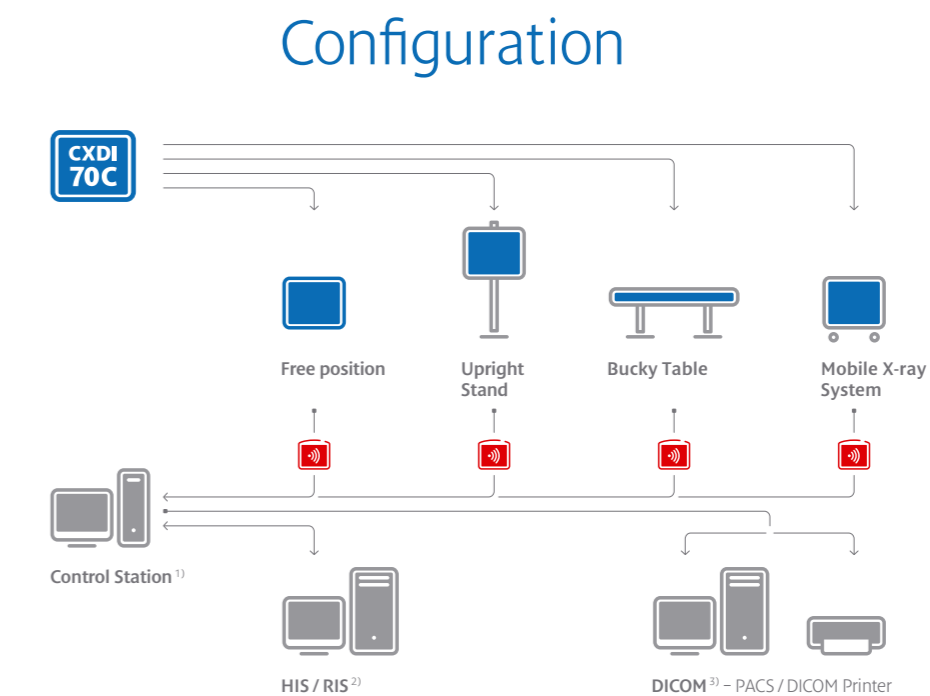 Configuration
CXDI
70C
Free position
Upright
Stand
Bucky Table
Mobile X-ray
System
Control Station 1)
HIS / RIS 2)
DICOM 3) – PACS / DICOM Printer